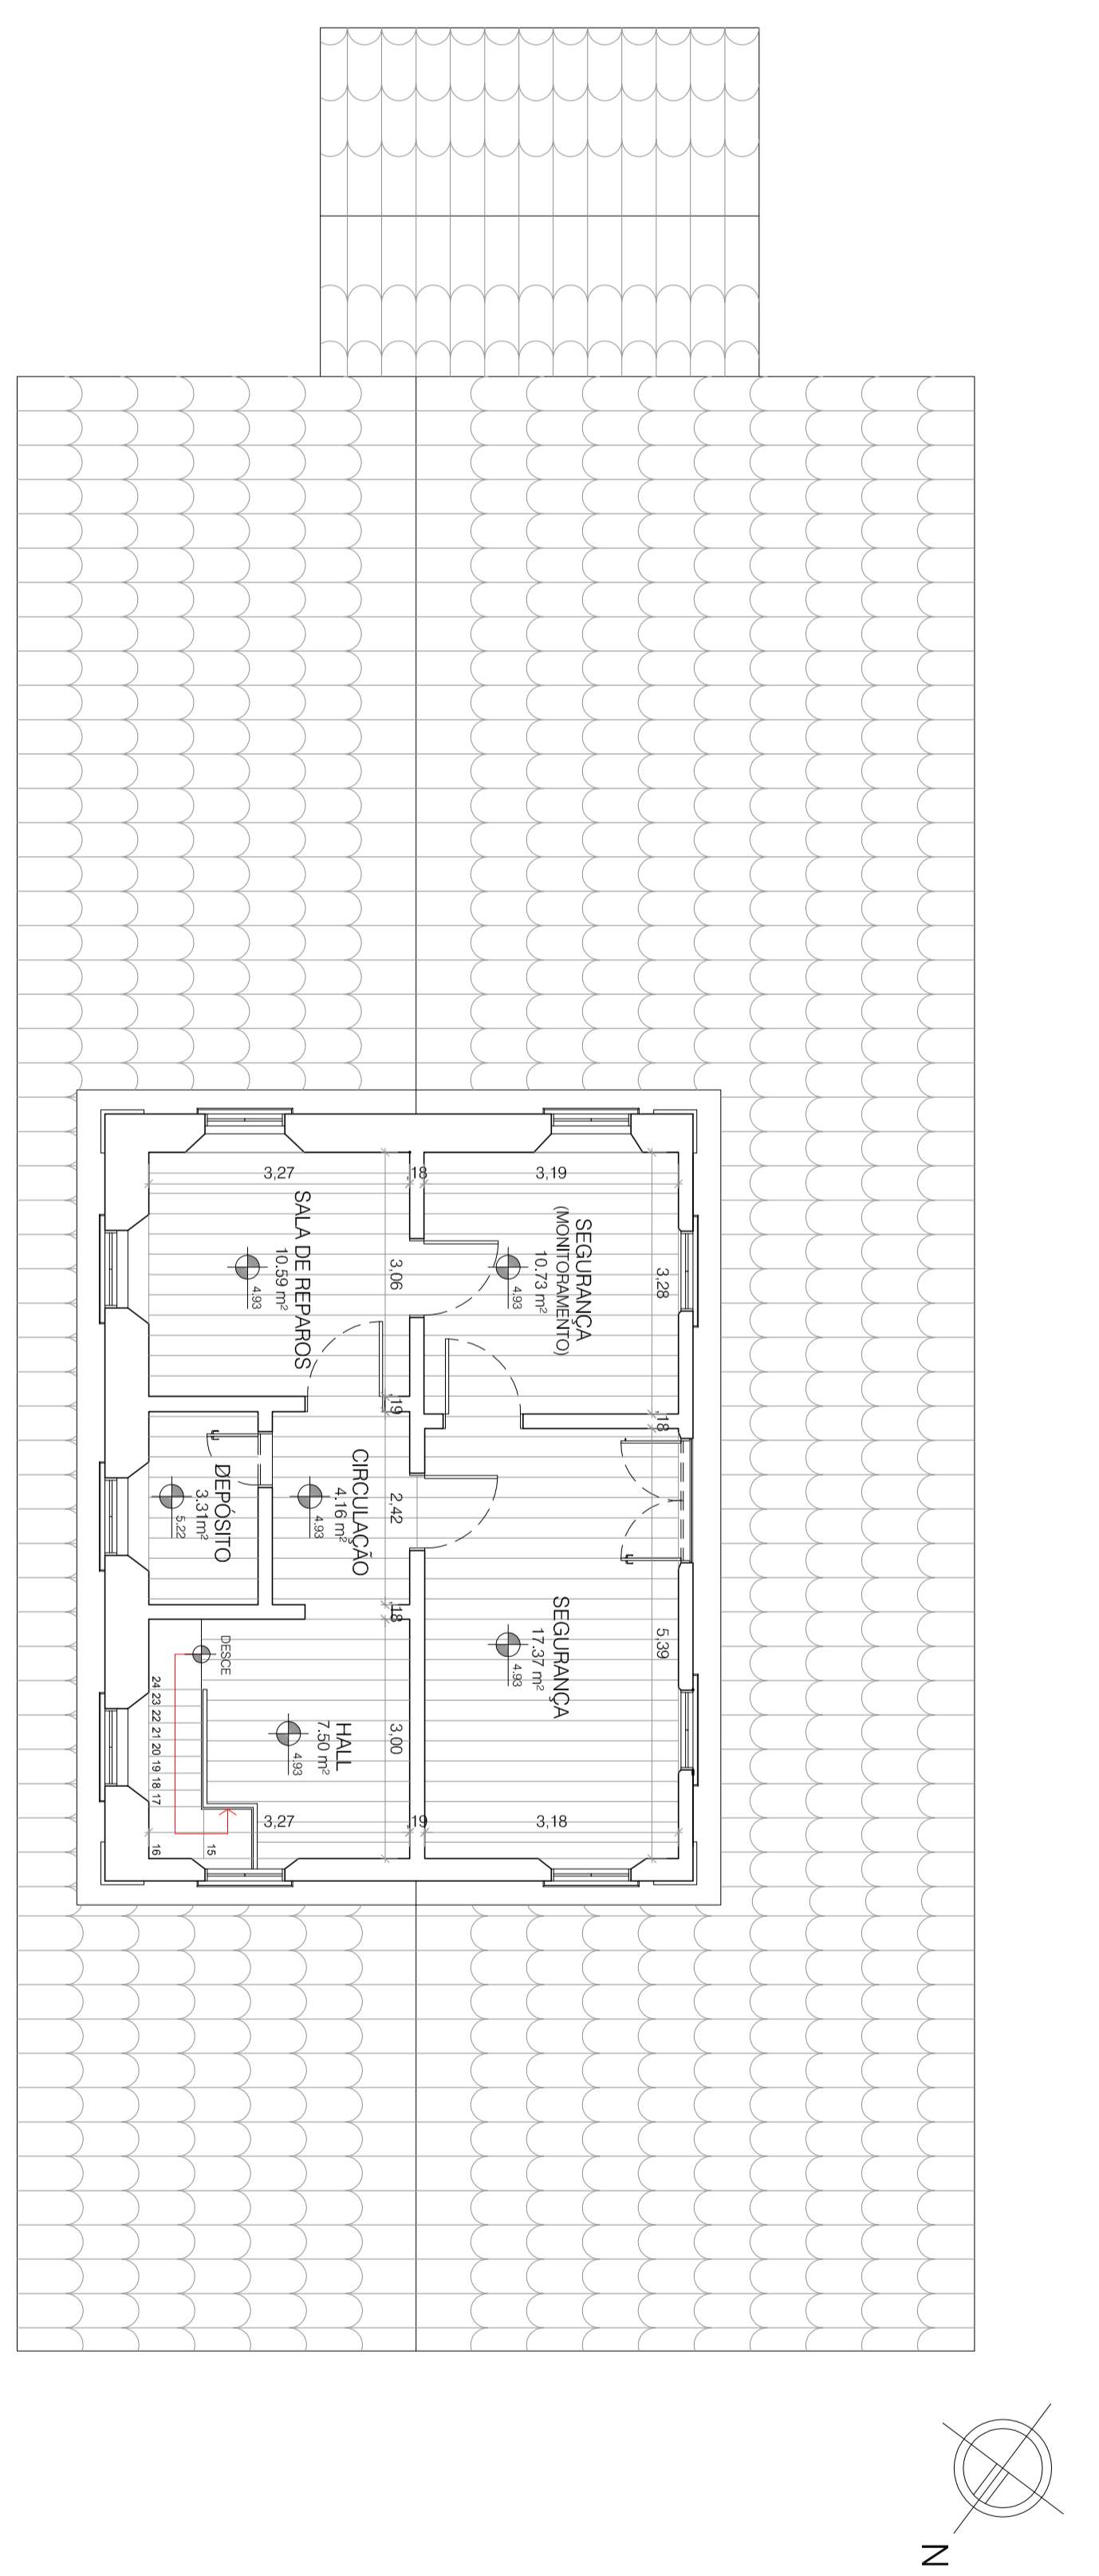 3,27
,18
3,19
SALA DE REPAROS
10.59 m²
4.93
3,06
SEGURANÇA
(MONITORAMENTO)
10.73 m²
4.93
3,28
,19
,18
DEPÓSITO
3.31m²
5.22
CIRCULAÇÃO
4.16 m²
4.93
2,42
,18
SEGURANÇA
17.37 m²
4.93
5,39
DESCE
24 23 22 21 20 19 18 17
16
15
HALL
7.50 m²
4.93
3,00
3,27
,19
3,18
N